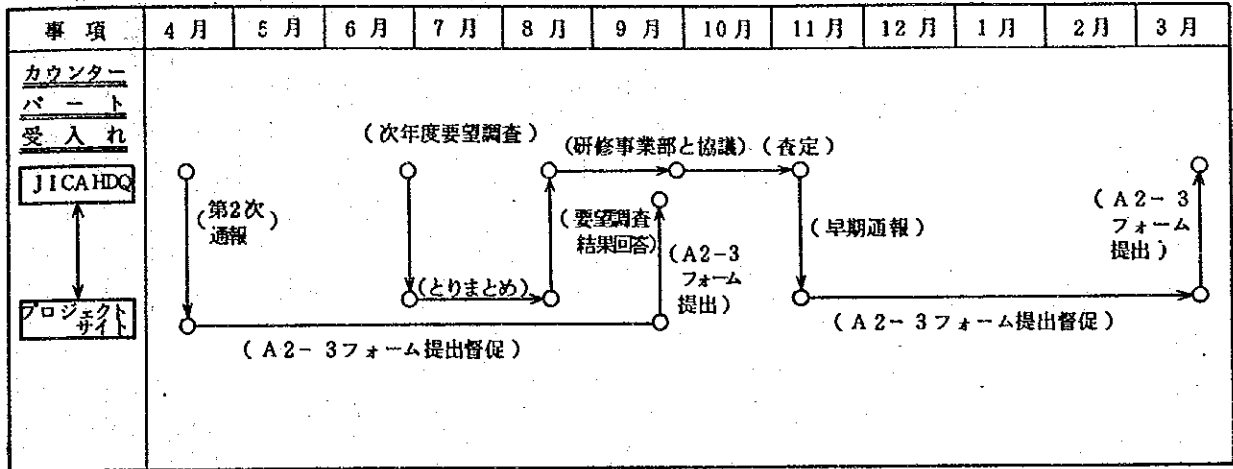 事 項 4 月 5 月 6 月 7 月 8 月 9 月 10月 11月 12月 1月 2月 3月
カウンター
パート
受入れ
(次年度要望調査)
(研修事業部と協議) (査定)
JICAHDQ
(第2次
通報)
(要望調査
結果回答)
(早期通報)
(A2-3
フォーム
提出)
(A2-3
フォーム
提出)
(とりまとめ)
プロジェクト
サイト
(A2-3フォーム提出督促)
(A2-3フォーム提出督促)